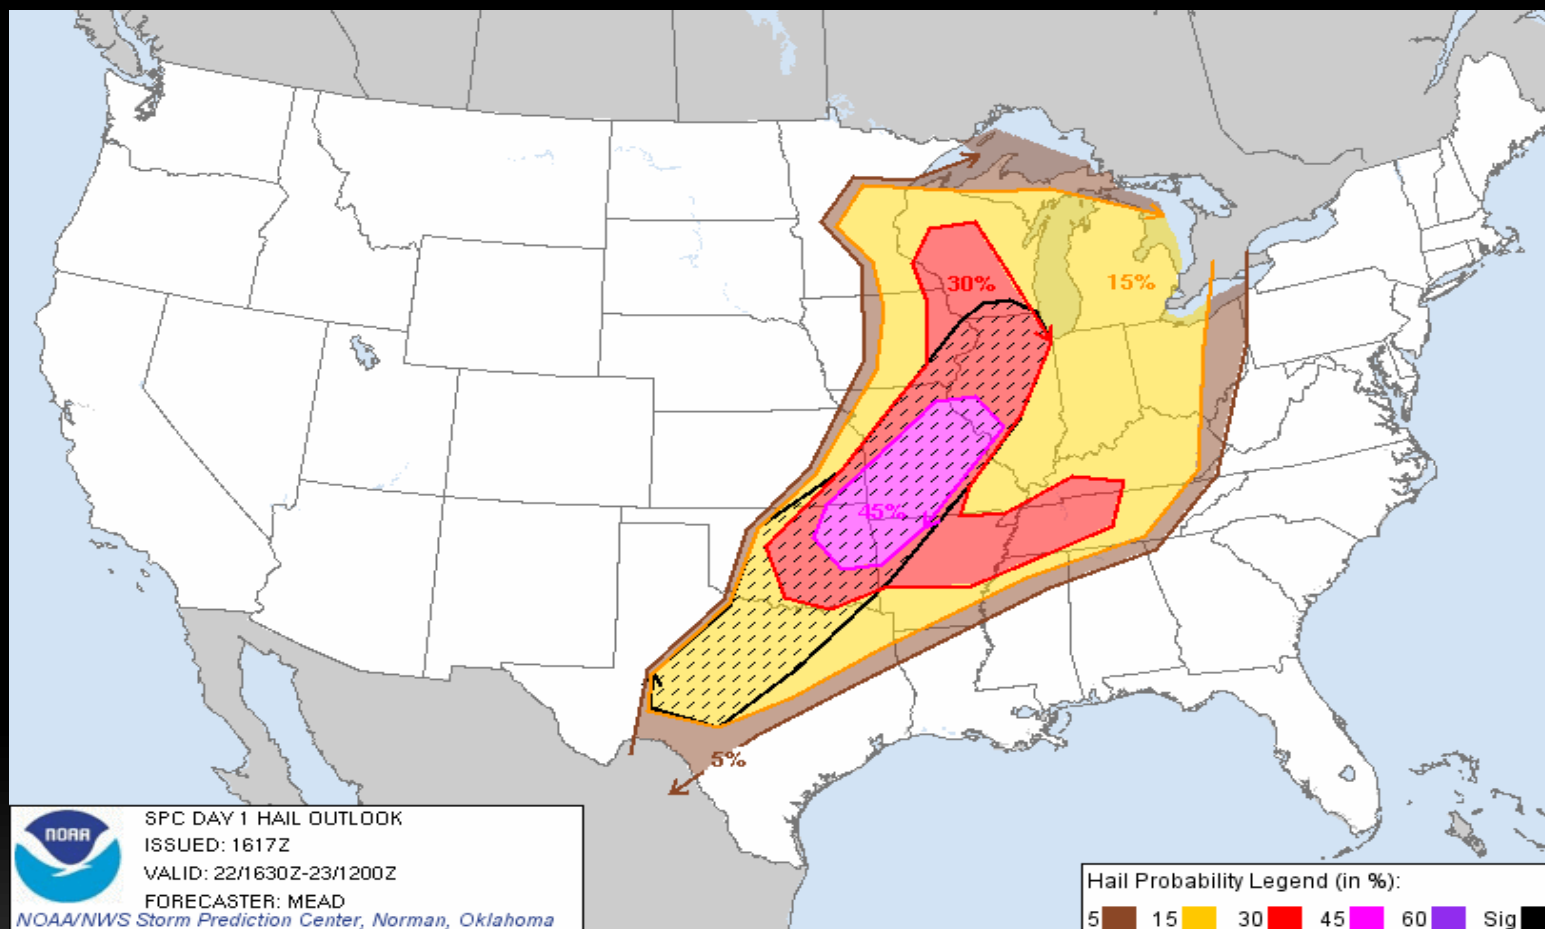 30%
15%
45%
5%
NOAA
SPC DAY 1 HAIL OUTLOOK
ISSUED: 1617Z
VALID: 22/1630Z-23/1200Z
FORECASTER: MEAD
NOAA/NWS Storm Prediction Center, Norman, Oklahoma
Hail Probability Legend (in %):
5 15 30 45 60 Sig